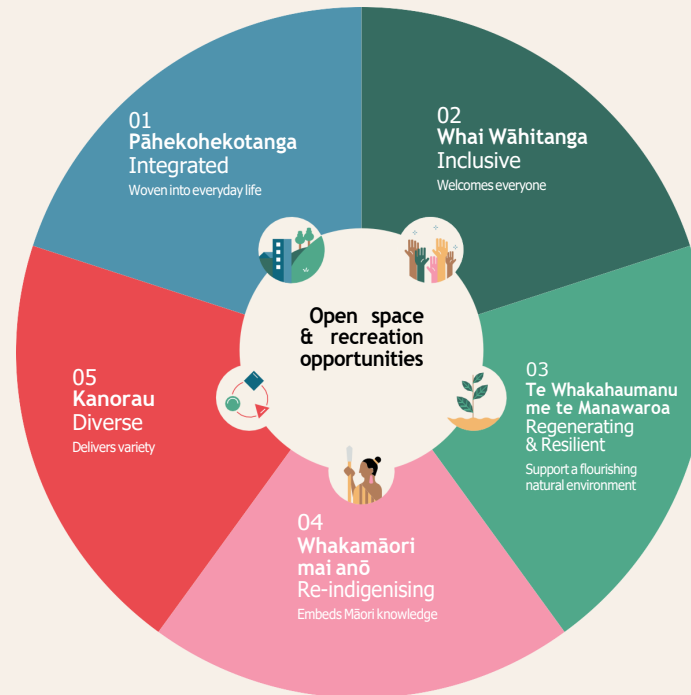 01
Pāhekohekotanga
Integrated
Woven into everyday life
02
Whai Wāhitanga
Inclusive
Welcomes everyone
Open space
& recreation
opportunities
03
Te Whakahaumanu
me te Manawaroa
Regenerating
& Resilient
Support a flourishing
natural environment
04
Whakamāori
mai anō
Re-indigenising
Embeds Māori knowledge
05
Kanorau
Diverse
Delivers variety